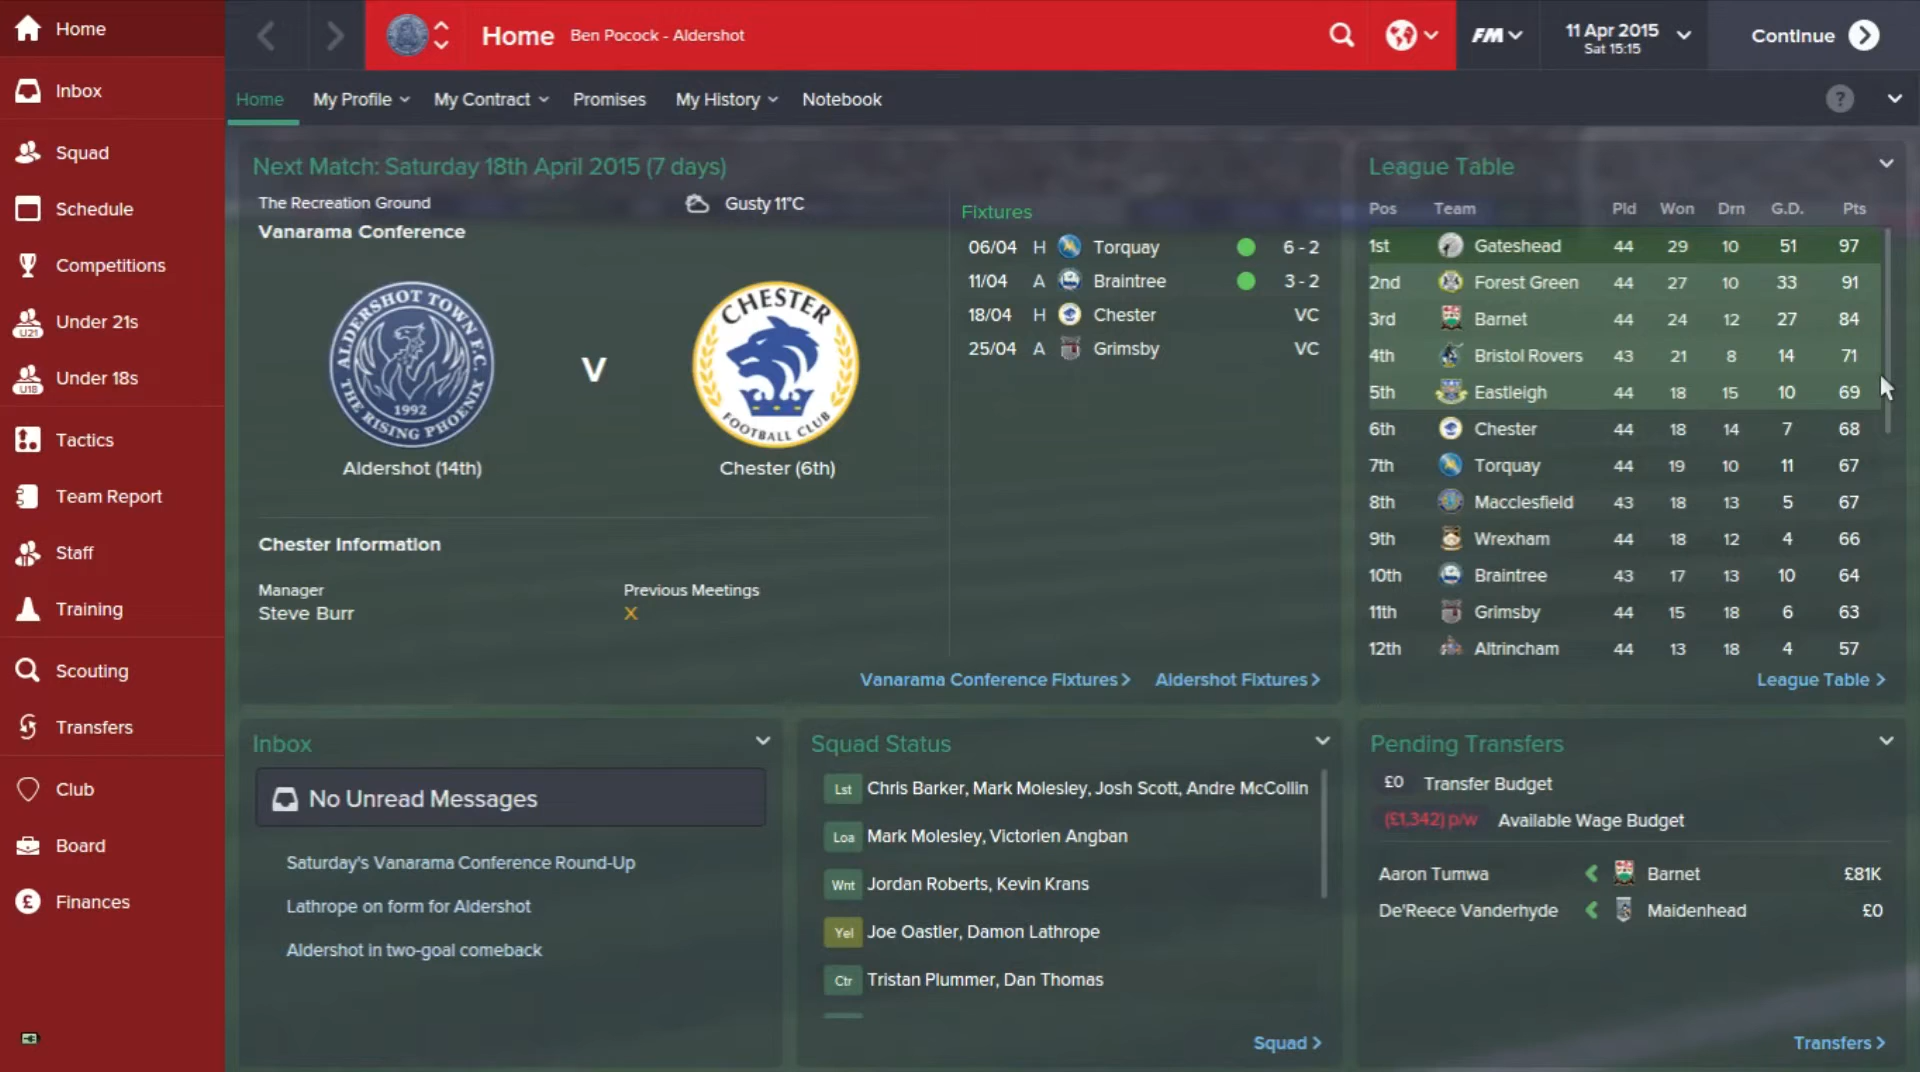 Home
Inbox
Squad
Schedule
Competitions
U21 Under 21s
U18 Under 18s
Tactics
Team Report
Staff
Training
Scouting
Transfers
Club
Board
£ Finances
Home Ben Pocock - Aldershot
FM
11 Apr 2015
Sat 15:15
Continue
Home My Profile My Contract Promises My History Notebook
?
Next Match: Saturday 18th April 2015 (7 days)
The Recreation Ground Gusty 11°C
Vanarama Conference
ALDERSHOT TOWN F.C.
1992
THE RISING PHOENIX
V
CHESTER
FOOTBALL CLUB
Aldershot (14th) Chester (6th)
Chester Information
Manager Previous Meetings
Steve Burr X
Fixtures
06/04 H Torquay 6 - 2
11/04 A Braintree 3 - 2
18/04 H Chester VC
25/04 A Grimsby VC
Vanarama Conference Fixtures > Aldershot Fixtures >
League Table
Pos Team Pld Won Drn G.D. Pts
1st Gateshead 44 29 10 51 97
2nd Forest Green 44 27 10 33 91
3rd Barnet 44 24 12 27 84
4th Bristol Rovers 43 21 8 14 71
5th Eastleigh 44 18 15 10 69
6th Chester 44 18 14 7 68
7th Torquay 44 19 10 11 67
8th Macclesfield 43 18 13 5 67
9th Wrexham 44 18 12 4 66
10th Braintree 43 17 13 10 64
11th Grimsby 44 15 18 6 63
12th Altrincham 44 13 18 4 57
League Table >
Inbox
No Unread Messages
Saturday's Vanarama Conference Round-Up
Lathrope on form for Aldershot
Aldershot in two-goal comeback
Squad Status
Lst Chris Barker, Mark Molesley, Josh Scott, Andre McCollin
Loa Mark Molesley, Victorien Angban
Wnt Jordan Roberts, Kevin Krans
Yel Joe Oastler, Damon Lathrope
Ctr Tristan Plummer, Dan Thomas
Squad >
Pending Transfers
£0 Transfer Budget
(£1,342) p/w Available Wage Budget
Aaron Tumwa Barnet £81K
De'Reece Vanderhyde Maidenhead £0
Transfers >